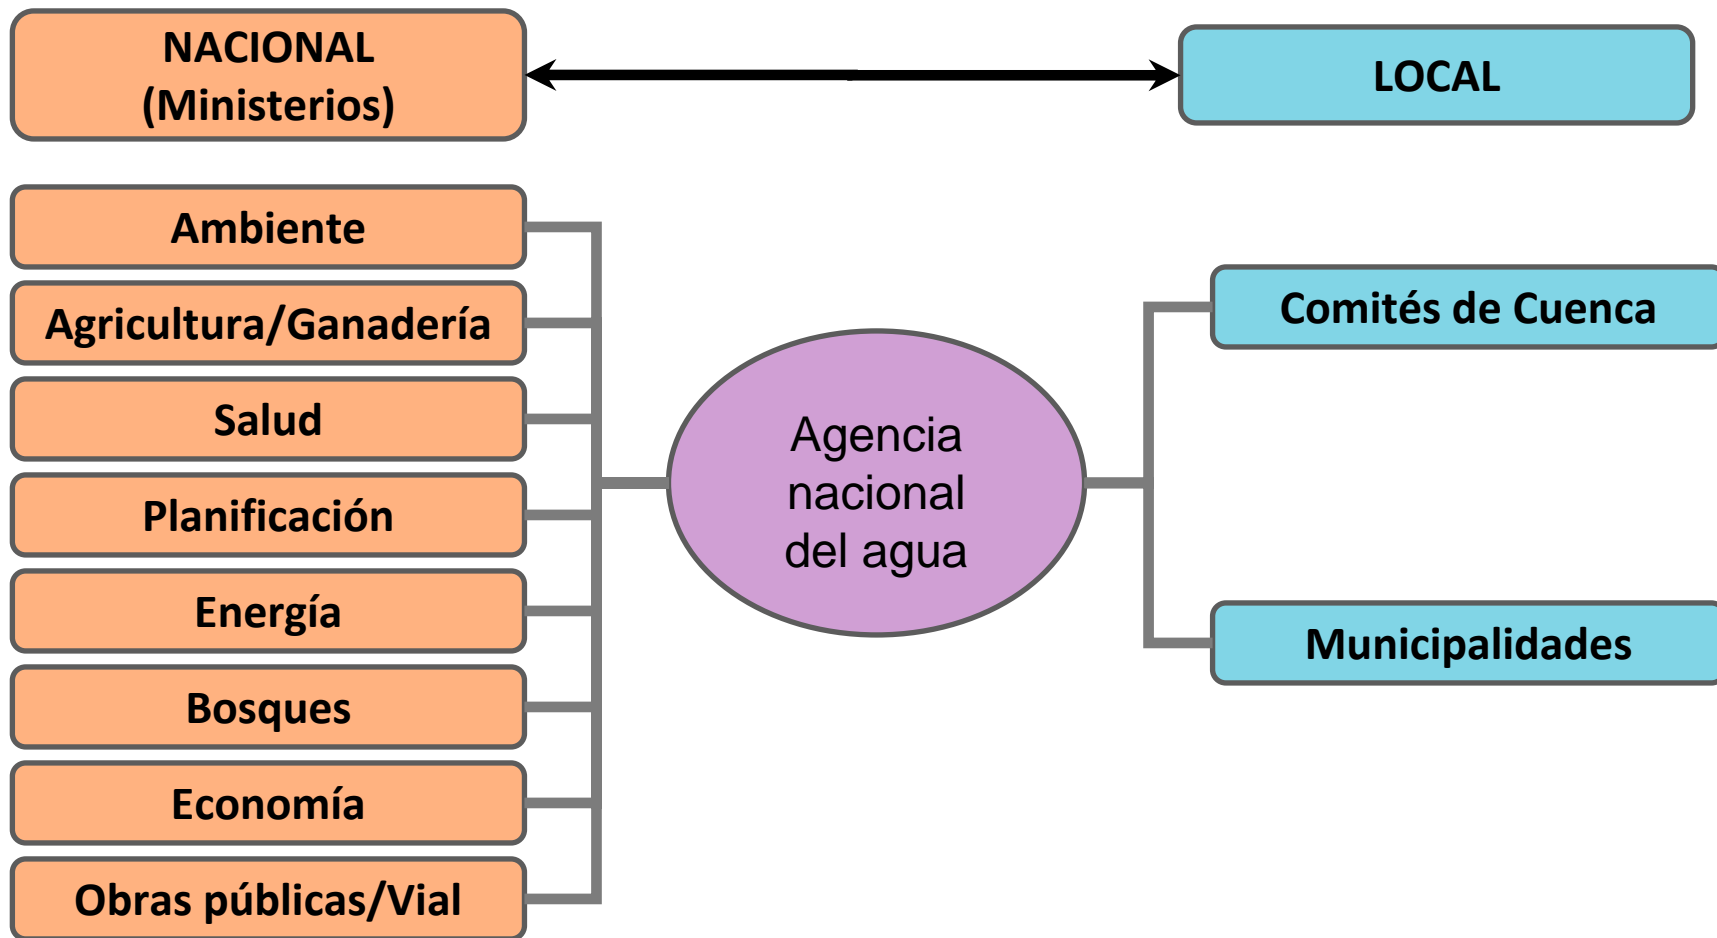 NACIONAL
(Ministerios)
LOCAL
Ambiente
Agricultura/Ganadería
Salud
Planificación
Energía
Bosques
Economía
Obras públicas/Vial
Agencia
nacional
del agua
Comités de Cuenca
Municipalidades